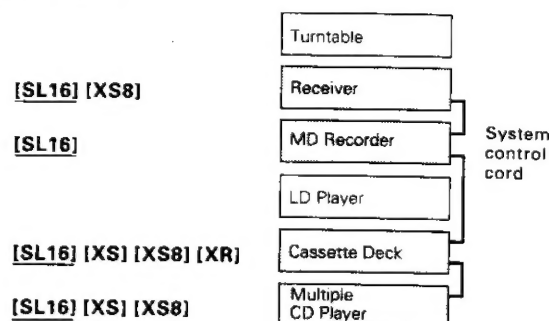 Turntable
[SL16] [XS8] Receiver
[SL16] MD Recorder
System
control
cord
LD Player
[SL16] [XS] [XS8] [XR] Cassette Deck
[SL16] [XS] [XS8] Multiple
CD Player